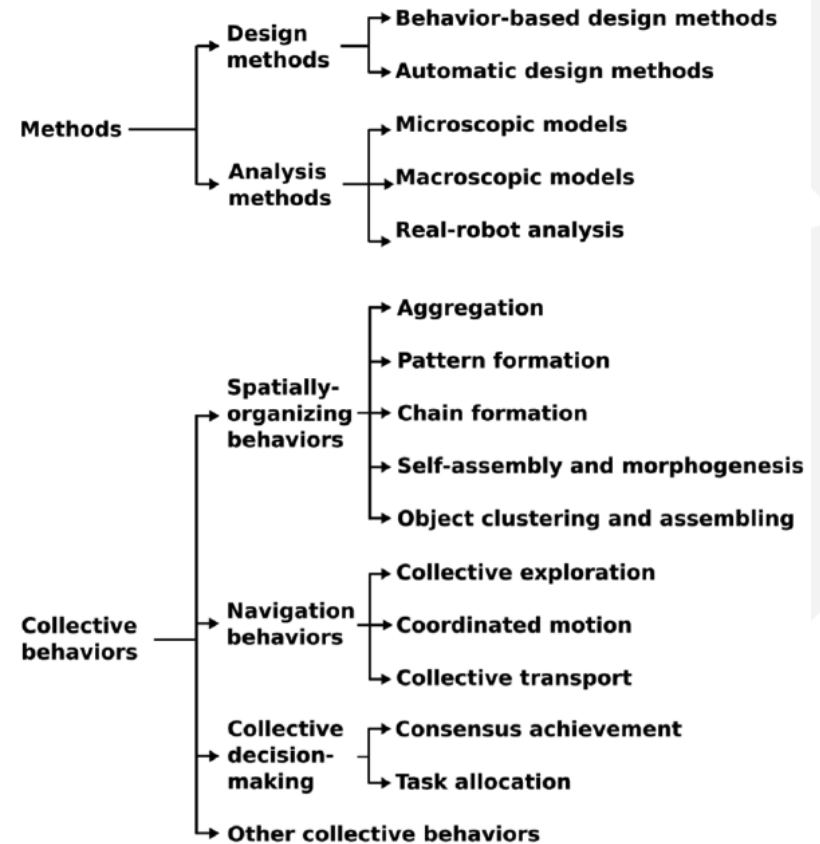 Methods
Design
methods
Behavior-based design methods
Automatic design methods
Analysis
methods
Microscopic models
Macroscopic models
Real-robot analysis
Collective
behaviors
Spatially-
organizing
behaviors
Aggregation
Pattern formation
Chain formation
Self-assembly and morphogenesis
Object clustering and assembling
Navigation
behaviors
Collective exploration
Coordinated motion
Collective transport
Collective
decision-
making
Consensus achievement
Task allocation
Other collective behaviors